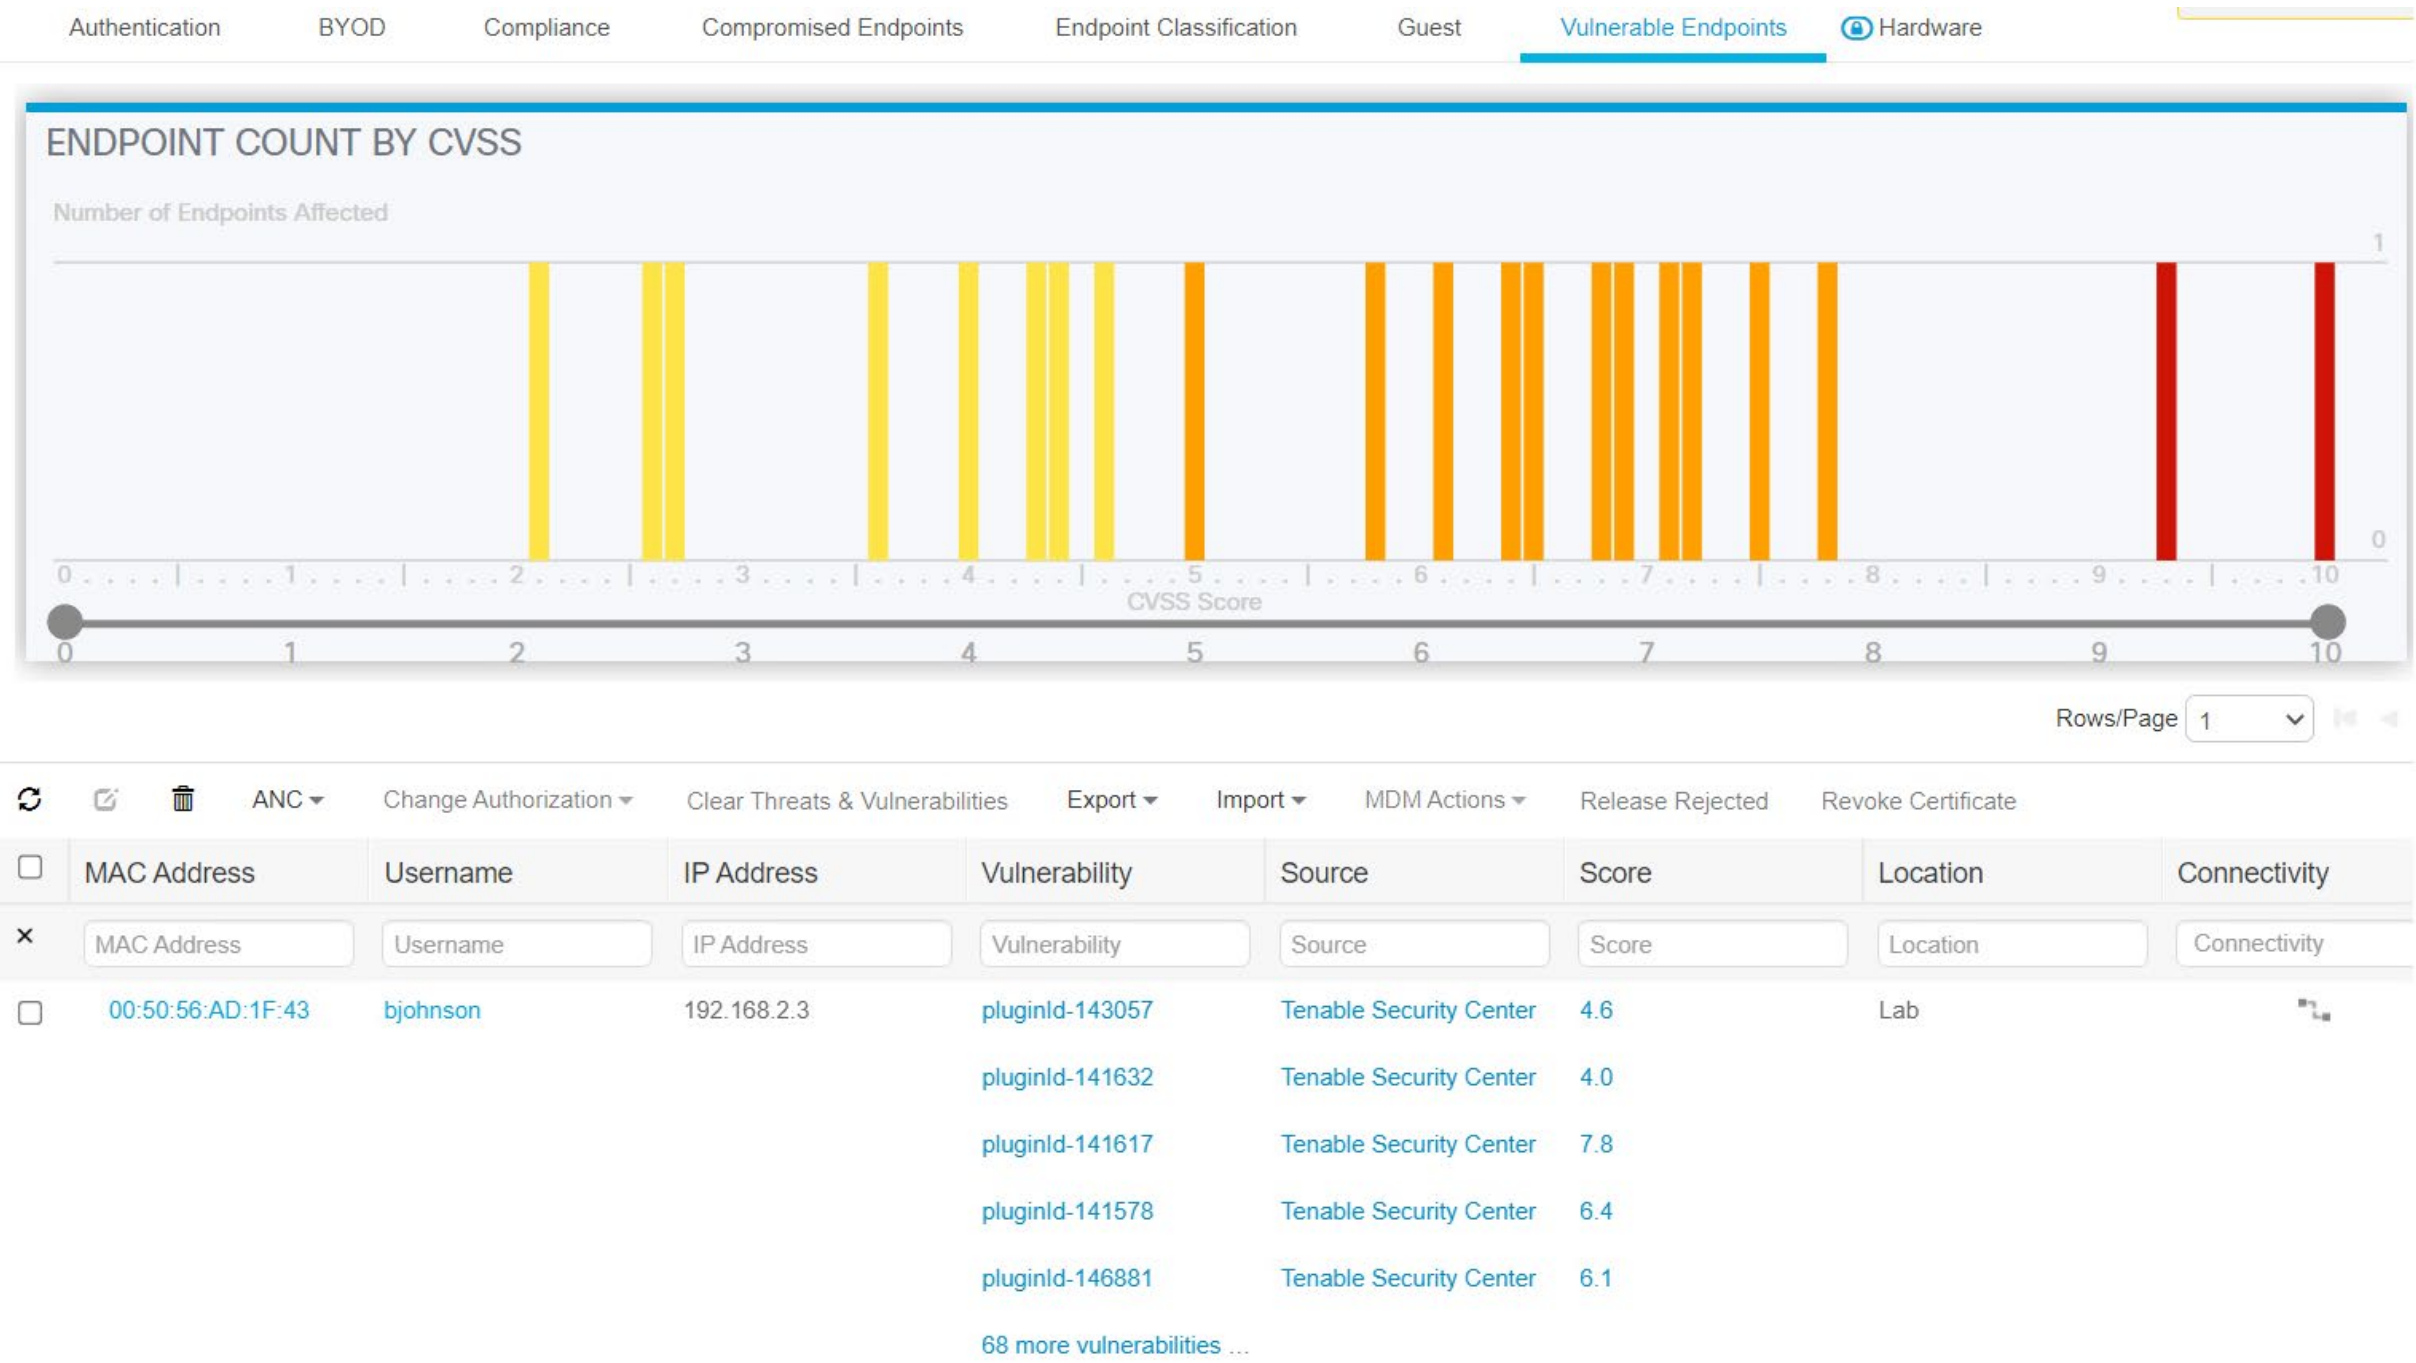 Authentication BYOD Compliance Compromised Endpoints Endpoint Classification Guest Vulnerable Endpoints Hardware
ENDPOINT COUNT BY CVSS
Number of Endpoints Affected
1
0
0 1 2 3 4 5 6 7 8 9 10
CVSS Score
0 1 2 3 4 5 6 7 8 9 10
Rows/Page 1
ANC Change Authorization Clear Threats & Vulnerabilities Export Import MDM Actions Release Rejected Revoke Certificate
MAC Address Username IP Address Vulnerability Source Score Location Connectivity
MAC Address Username IP Address Vulnerability Source Score Location Connectivity
00:50:56:AD:1F:43 bjohnson 192.168.2.3 pluginId-143057 Tenable Security Center 4.6 Lab
pluginId-141632 Tenable Security Center 4.0
pluginId-141617 Tenable Security Center 7.8
pluginId-141578 Tenable Security Center 6.4
pluginId-146881 Tenable Security Center 6.1
68 more vulnerabilities ...